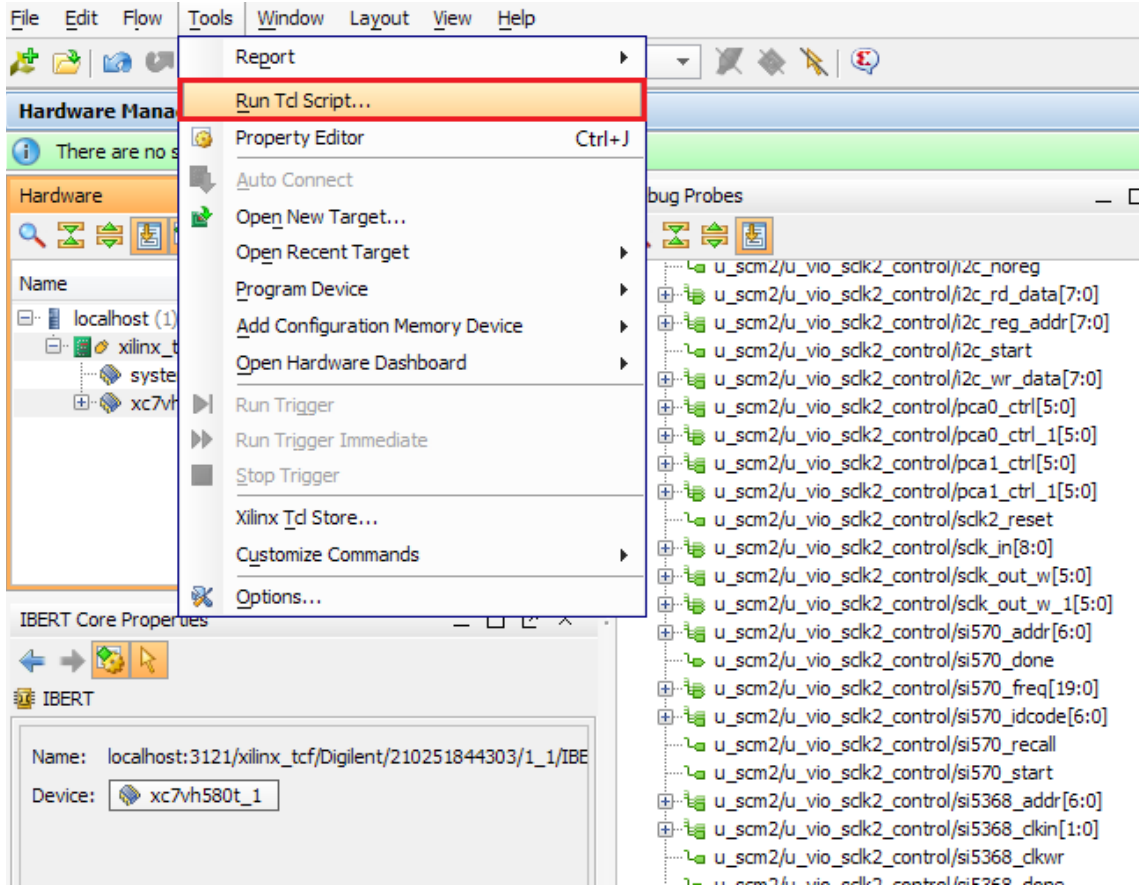 File Edit Flow Tools Window Layout View Help
Report
Hardware Mana
Run Tcl Script...
Property Editor Ctrl+J
There are no s
Auto Connect
Hardware
bug Probes
Open New Target...
Open Recent Target
Name
Program Device
localhost (1)
Add Configuration Memory Device
xilinx_t
Open Hardware Dashboard
syste
xc7vh
Run Trigger
Run Trigger Immediate
Stop Trigger
Xilinx Tcl Store...
Customize Commands
Options...
u_scm2/u_vio_sclk2_control/i2c_noreg
u_scm2/u_vio_sclk2_control/i2c_rd_data[7:0]
u_scm2/u_vio_sclk2_control/i2c_reg_addr[7:0]
u_scm2/u_vio_sclk2_control/i2c_start
u_scm2/u_vio_sclk2_control/i2c_wr_data[7:0]
u_scm2/u_vio_sclk2_control/pca0_ctrl[5:0]
u_scm2/u_vio_sclk2_control/pca0_ctrl_1[5:0]
u_scm2/u_vio_sclk2_control/pca1_ctrl[5:0]
u_scm2/u_vio_sclk2_control/pca1_ctrl_1[5:0]
u_scm2/u_vio_sclk2_control/sclk2_reset
u_scm2/u_vio_sclk2_control/sclk_in[8:0]
u_scm2/u_vio_sclk2_control/sclk_out_w[5:0]
u_scm2/u_vio_sclk2_control/sclk_out_w_1[5:0]
u_scm2/u_vio_sclk2_control/si570_addr[6:0]
u_scm2/u_vio_sclk2_control/si570_done
u_scm2/u_vio_sclk2_control/si570_freq[19:0]
u_scm2/u_vio_sclk2_control/si570_idcode[6:0]
u_scm2/u_vio_sclk2_control/si570_recall
u_scm2/u_vio_sclk2_control/si570_start
u_scm2/u_vio_sclk2_control/si5368_addr[6:0]
u_scm2/u_vio_sclk2_control/si5368_clkin[1:0]
u_scm2/u_vio_sclk2_control/si5368_clkwr
u_scm2/u_vio_sclk2_control/si5368_done
IBERT Core Properties
IBERT
Name: localhost:3121/xilinx_tcf/Digilent/210251844303/1_1/IBE
Device: xc7vh580t_1